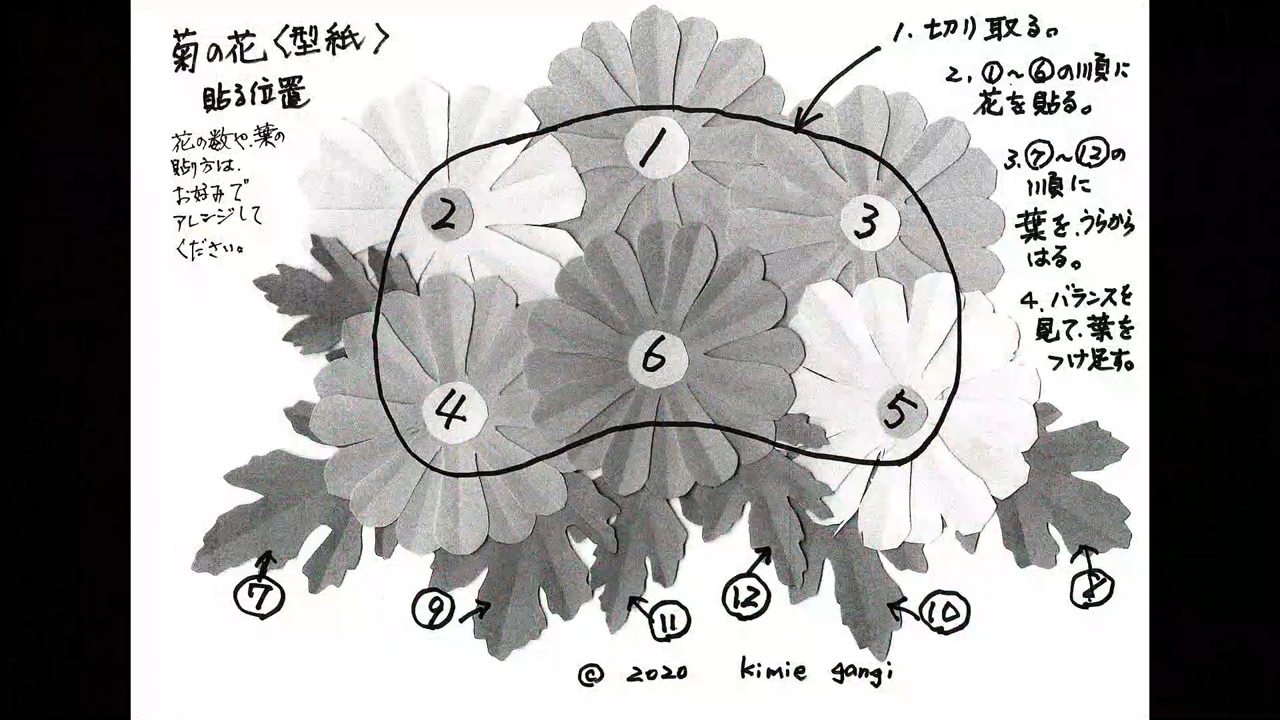 菊の花〈型紙〉
貼る位置
花の数や、葉の
貼り方は、
お好みで
アレンジして
ください。
1. 切り取る。
2. ①〜⑥の順に
花を貼る。
3. ⑦〜⑫の
順に
葉を、うらから
はる。
4. バランスを
見て、葉を
つけ足す。
1
2
3
4
5
6
⑦
⑧
⑨
⑩
⑪
⑫
© 2020 kimie gangi